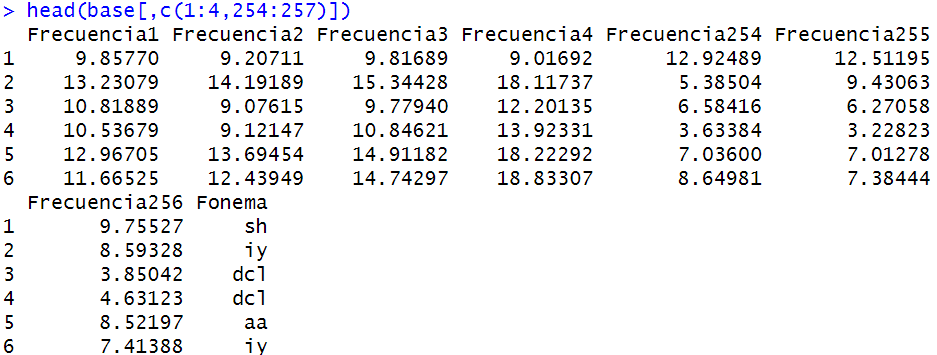 > head(base[,c(1:4,254:257)])
  Frecuencia1 Frecuencia2 Frecuencia3 Frecuencia4 Frecuencia254 Frecuencia255
1     9.85770     9.20711     9.81689     9.01692      12.92489      12.51195
2    13.23079    14.19189    15.34428    18.11737       5.38504       9.43063
3    10.81889     9.07615     9.77940    12.20135       6.58416       6.27058
4    10.53679     9.12147    10.84621    13.92331       3.63384       3.22823
5    12.96705    13.69454    14.91182    18.22292       7.03600       7.01278
6    11.66525    12.43949    14.74297    18.83307       8.64981       7.38444
  Frecuencia256 Fonema
1       9.75527     sh
2       8.59328     iy
3       3.85042    dcl
4       4.63123    dcl
5       8.52197     aa
6       7.41388     iy